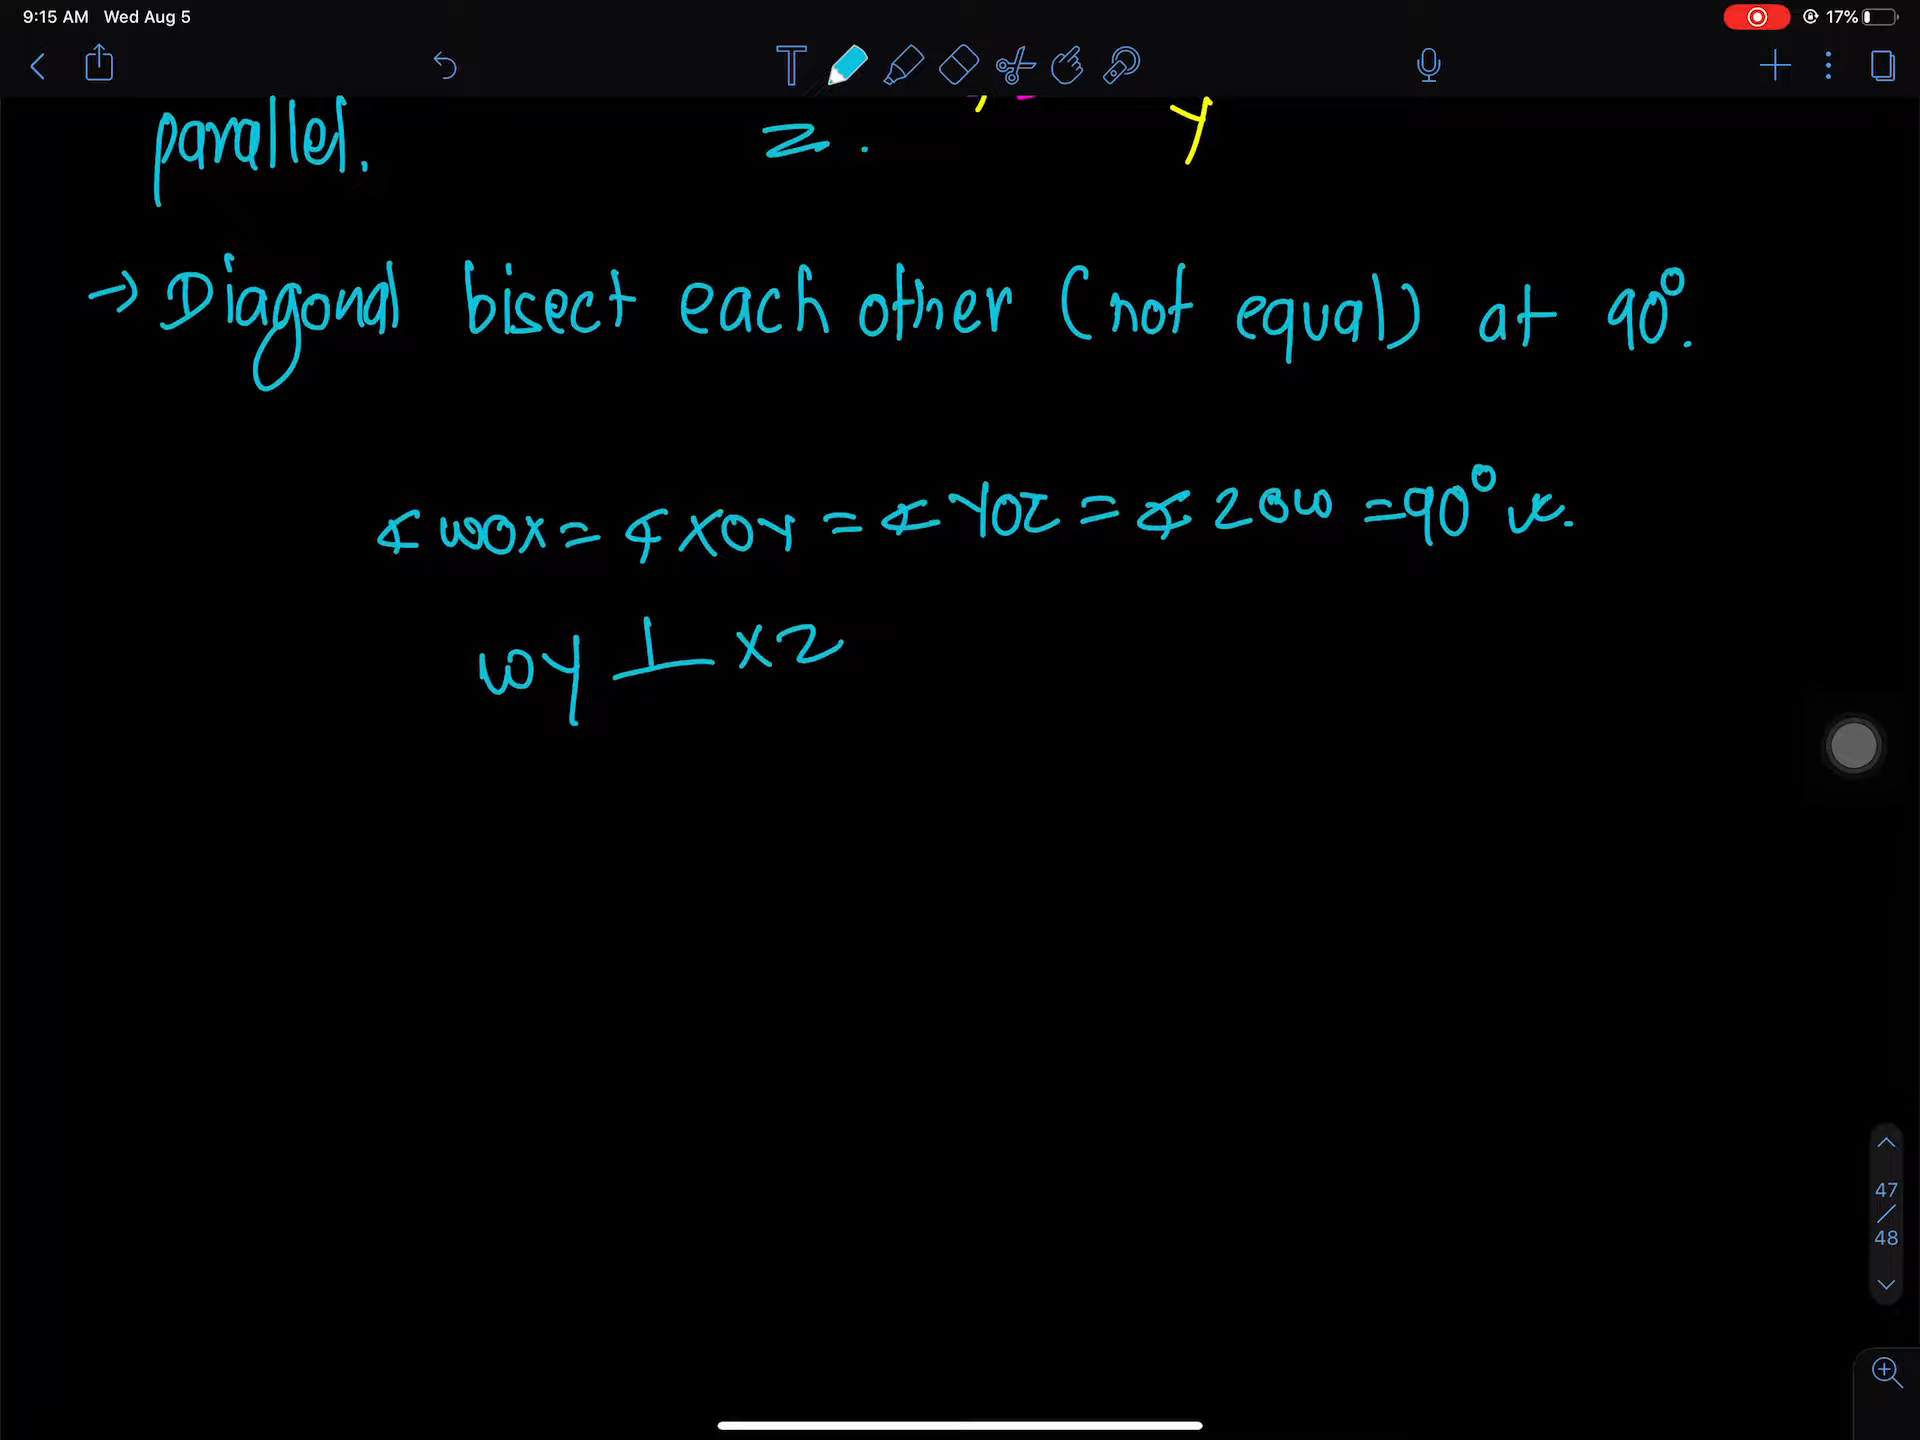 9:15 AM Wed Aug 5
17%
T
parallel.
z.
y
→ Diagonal bisect each other (not equal) at 90°.
∡ WOX = ∡ XOY = ∡ YOZ = ∡ ZOW = 90°
WY ⊥ XZ
47
/
48